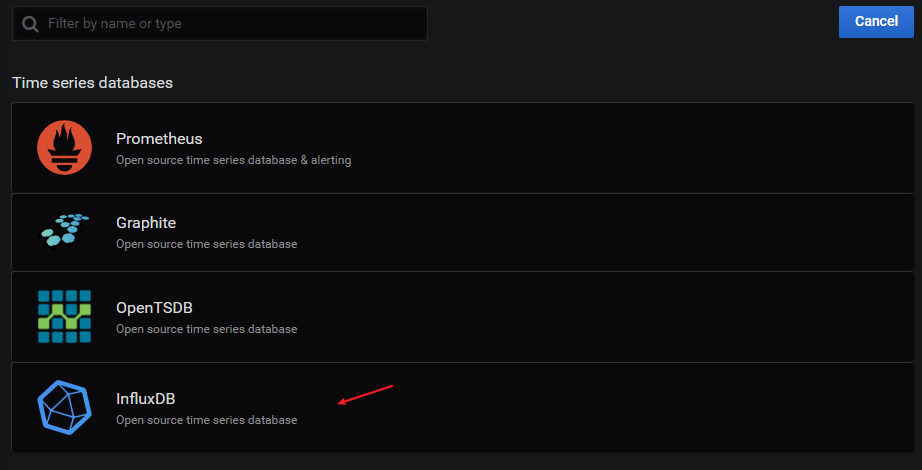 Filter by name or type
Cancel
Time series databases
Prometheus
Open source time series database & alerting
Graphite
Open source time series database
OpenTSDB
Open source time series database
InfluxDB
Open source time series database